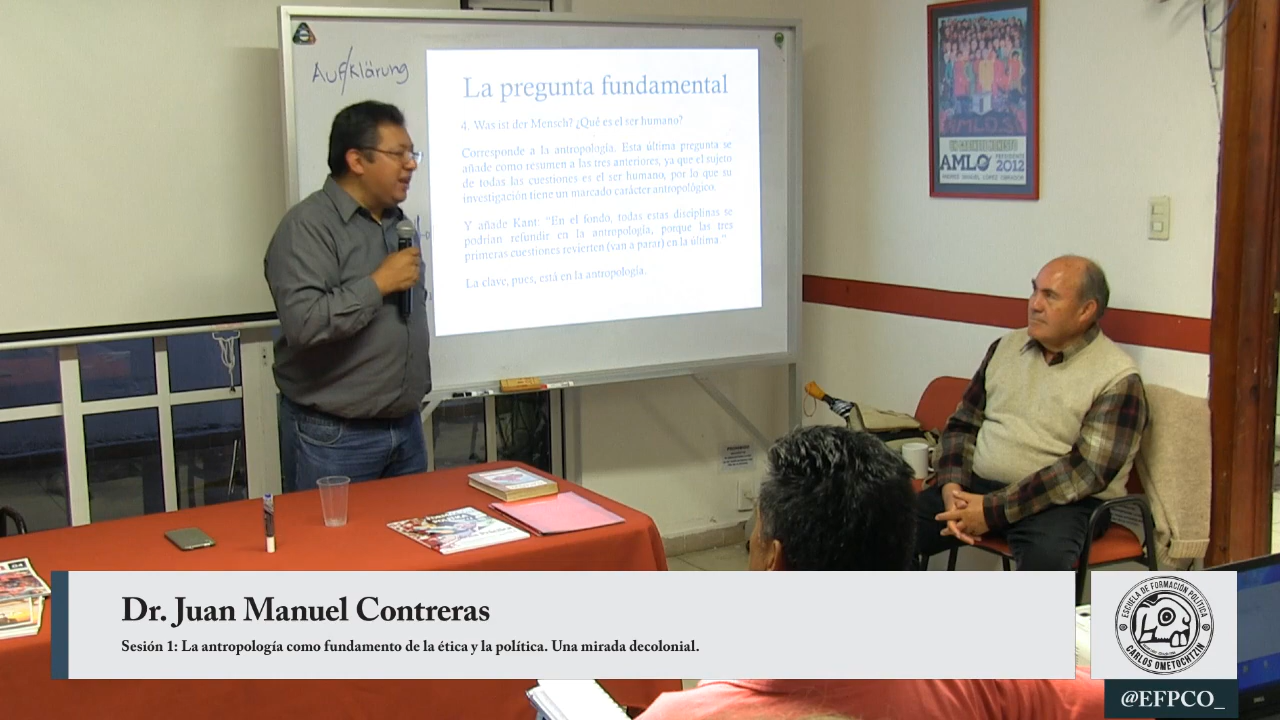 Aufklärung
La pregunta fundamental
4. Was ist der Mensch? ¿Qué es el ser humano?
Corresponde a la antropología. Esta última pregunta se
añade como resumen a las tres anteriores, ya que el sujeto
de todas las cuestiones es el ser humano, por lo que su
investigación tiene un marcado carácter antropológico.
Y añade Kant: “En el fondo, todas estas disciplinas se
podrían refundir en la antropología, porque las tres
primeras cuestiones revierten (van a parar) en la última ”
La clave, pues, está en la antropología.
AMLO
PRESIDENTE
2012
ANDRES MANUEL LOPEZ OBRADOR
Dr. Juan Manuel Contreras
Sesión 1: La antropología como fundamento de la ética y la política. Una mirada decolonial.
ESCUELA DE FORMACIÓN POLÍTICA
CARLOS OMETOCHTZIN
@EFPCO_